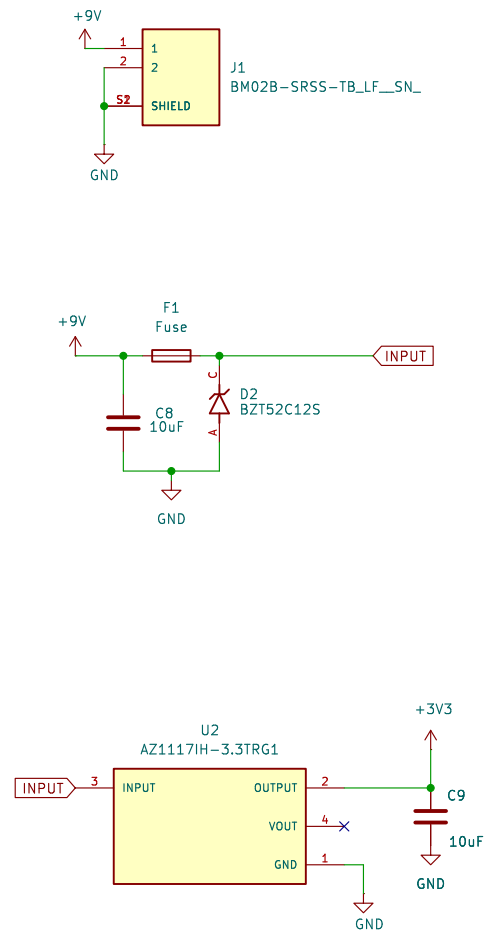 +9V
1
1
2
2
SHIELD
J1
BM02B-SRSS-TB_LF__SN_
GND
F1
Fuse
+9V
INPUT
C
D2
BZT52C12S
C8
10uF
A
GND
+3V3
U2
AZ1117IH-3.3TRG1
INPUT
3
INPUT
OUTPUT
2
C9
VOUT
4
10uF
GND
1
GND
GND